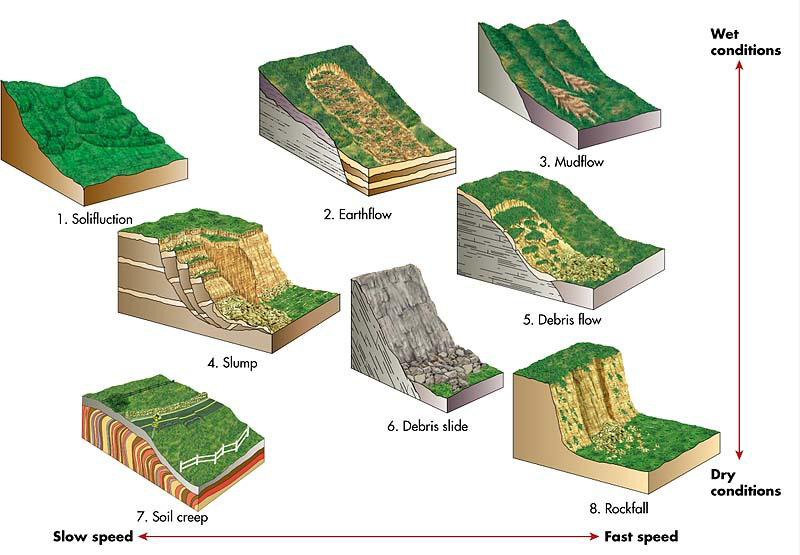 Wet
conditions
1. Solifluction
2. Earthflow
3. Mudflow
4. Slump
5. Debris flow
6. Debris slide
7. Soil creep
8. Rockfall
Dry
conditions
Slow speed
Fast speed